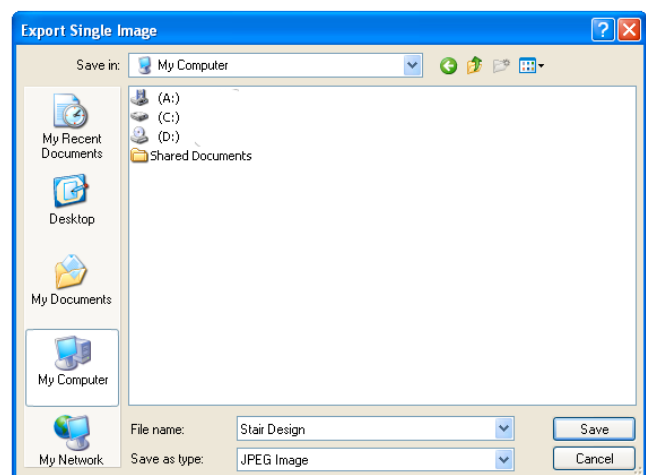 Export Single Image
Save in:
My Computer
My Recent
Documents
Desktop
My Documents
My Computer
My Network
(A:)
(C:)
(D:)
Shared Documents
File name:
Stair Design
Save
Save as type:
JPEG Image
Cancel